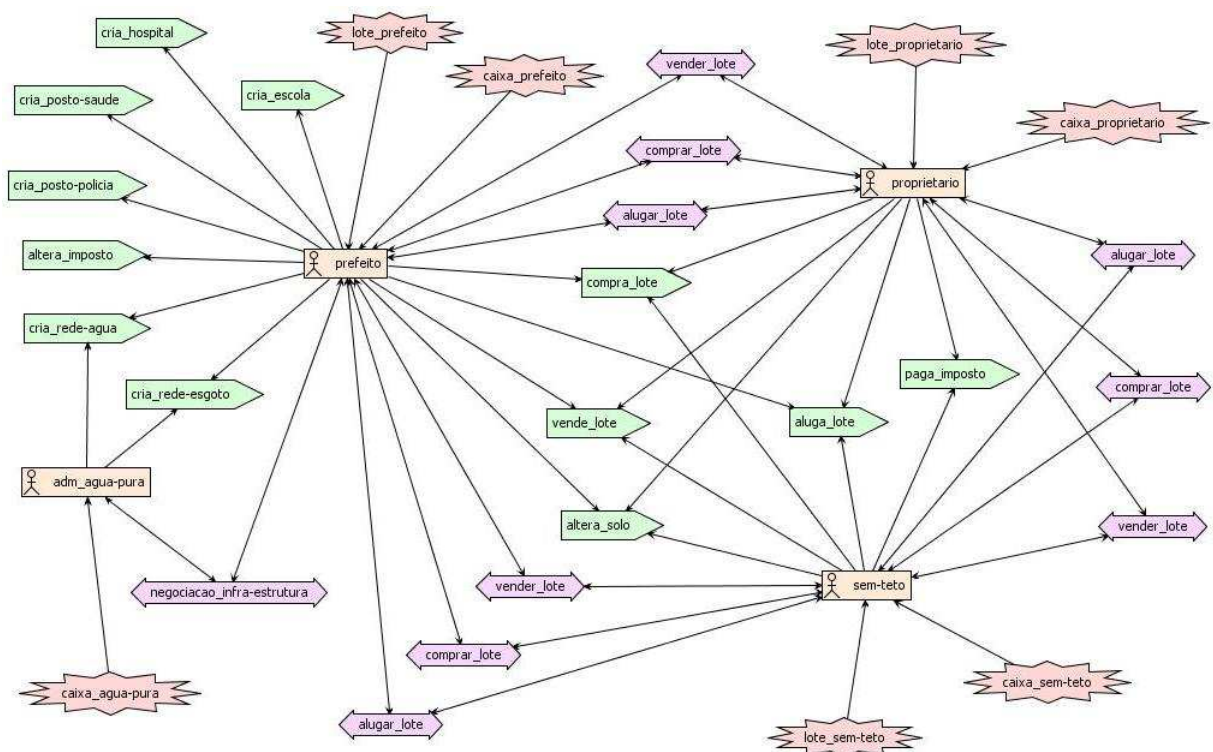 cria_hospital
lote_prefeito
lote_proprietario
vender_lote
caixa_prefeito
cria_escola
cria_posto-saude
caixa_proprietario
comprar_lote
cria_posto-policia
proprietario
alugar_lote
altera_imposto
prefeito
alugar_lote
compra_lote
cria_rede-agua
paga_imposto
comprar_lote
cria_rede-esgoto
vende_lote
aluga_lote
adm_agua-pura
altera_solo
vender_lote
negociacao_infra-estrutura
vender_lote
sem-teto
comprar_lote
caixa_sem-teto
caixa_agua-pura
alugar_lote
lote_sem-teto